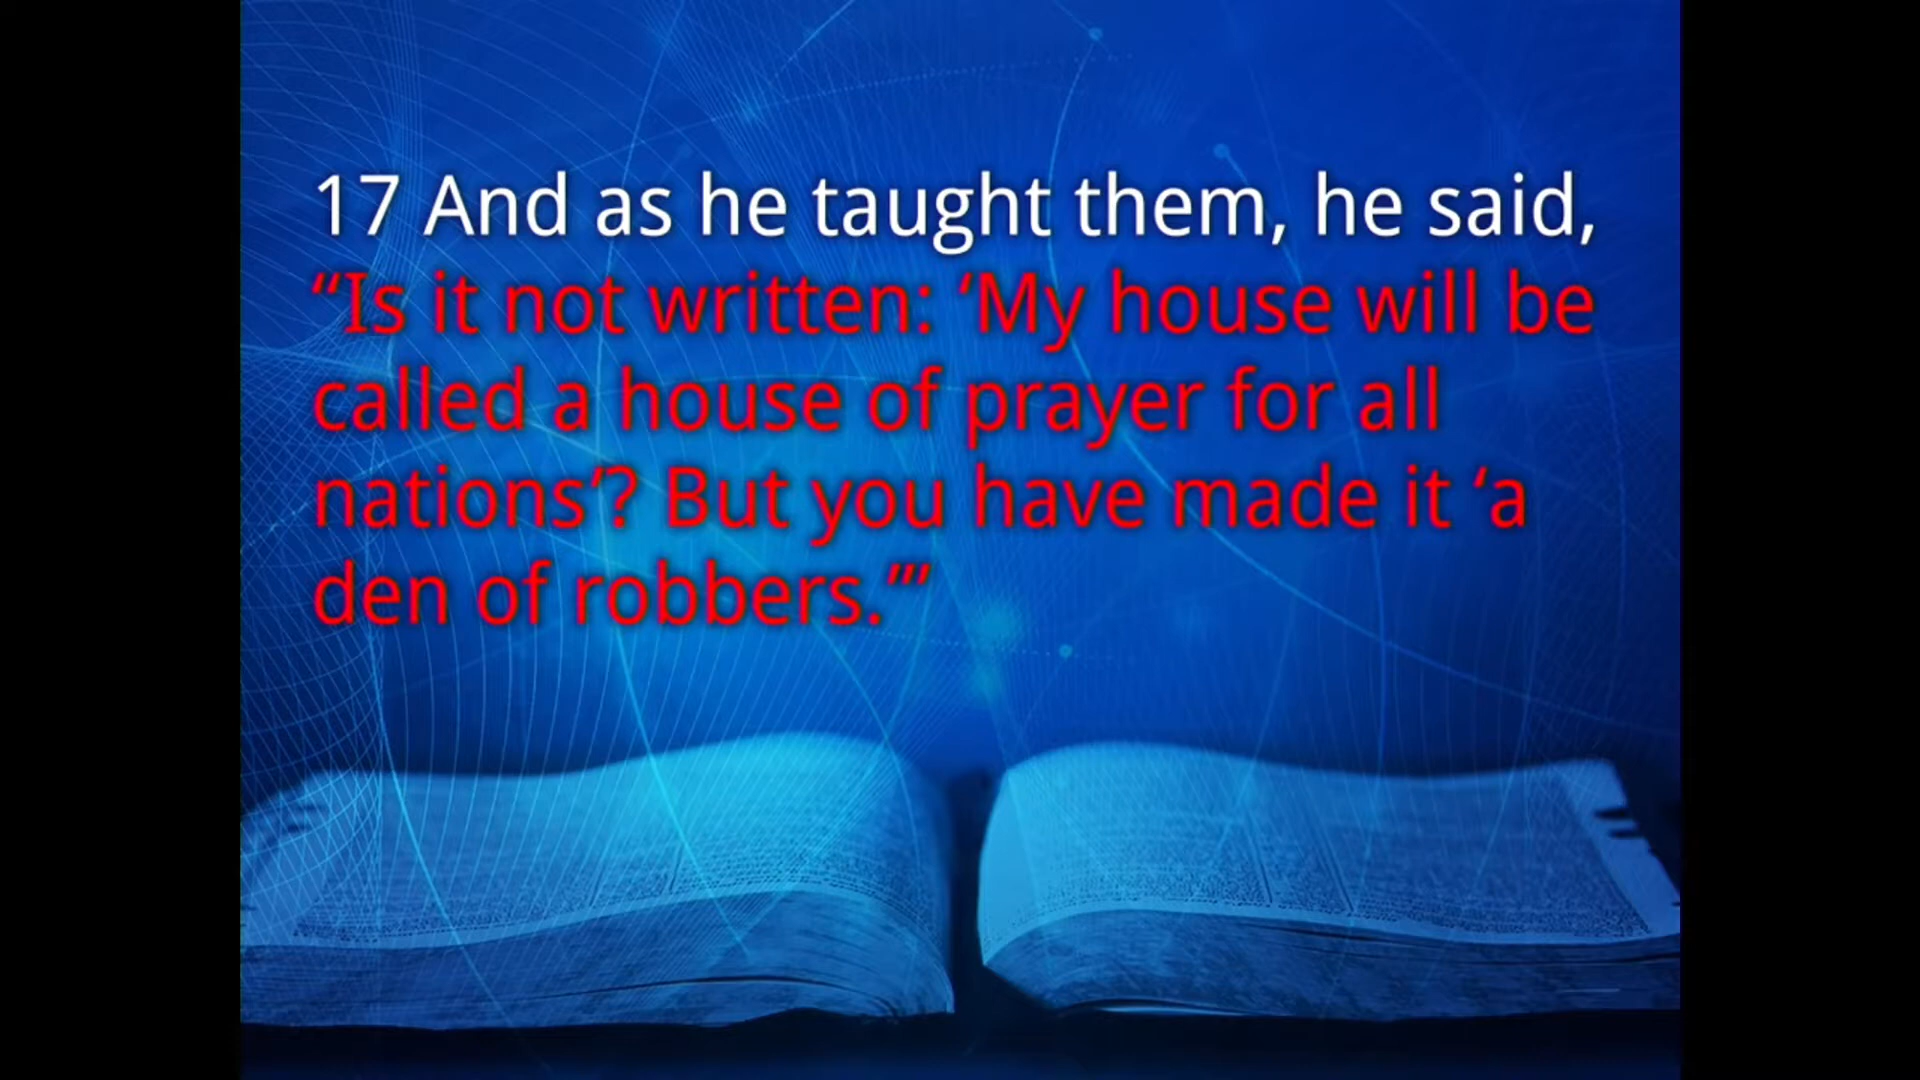 17 And as he taught them, he said,
“Is it not written: ‘My house will be
called a house of prayer for all
nations’? But you have made it ‘a
den of robbers.’”